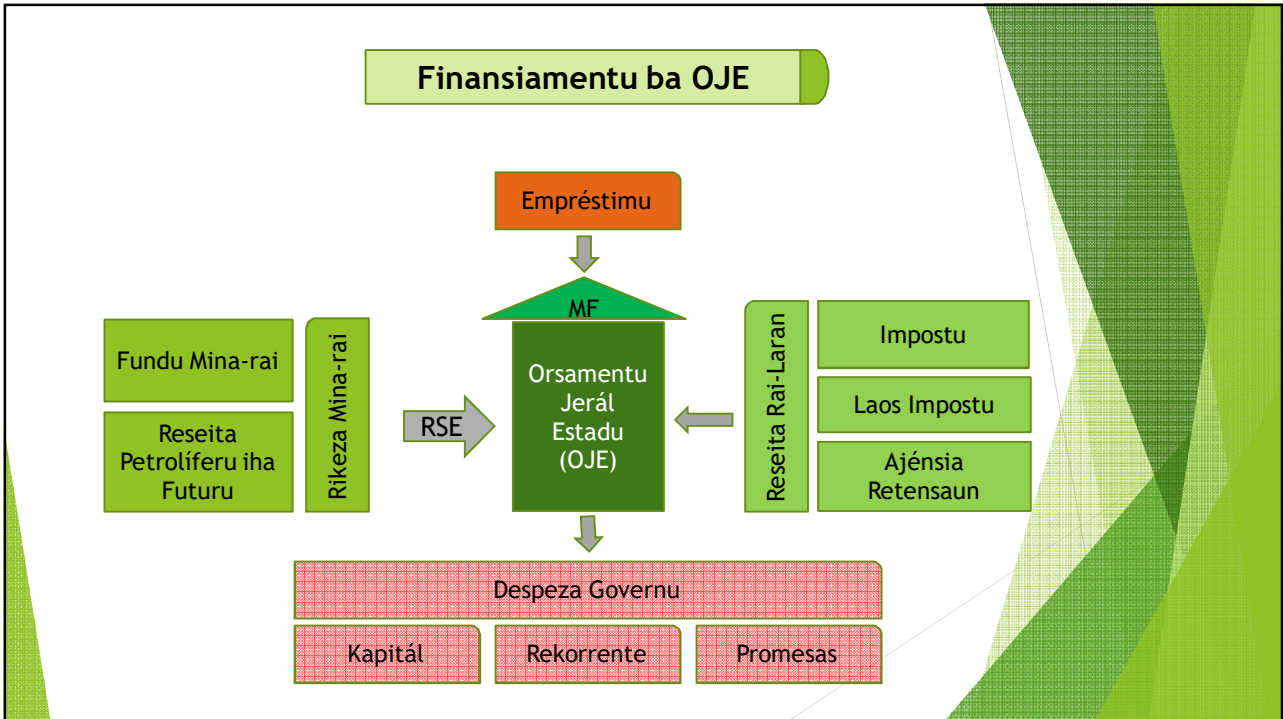 Finansiamentu ba OJE
Empréstimu
MF
Fundu Mina-rai
Reseita
Petrolíferu iha
Futuru
Rikeza Mina-rai
RSE
Orsamentu
Jerál
Estadu
(OJE)
Reseita Rai-Laran
Impostu
Laos Impostu
Ajénsia
Retensaun
Despeza Governu
Kapitál
Rekorrente
Promesas